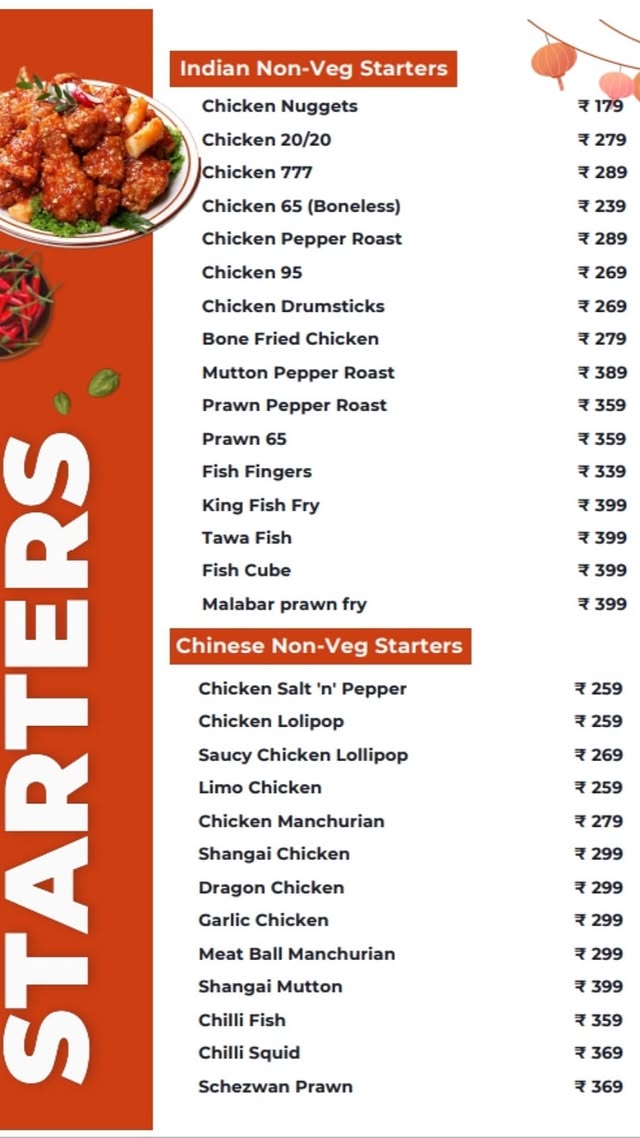 STARTERS
Indian Non-Veg Starters
Chicken Nuggets ₹ 179
Chicken 20/20 ₹ 279
Chicken 777 ₹ 289
Chicken 65 (Boneless) ₹ 239
Chicken Pepper Roast ₹ 289
Chicken 95 ₹ 269
Chicken Drumsticks ₹ 269
Bone Fried Chicken ₹ 279
Mutton Pepper Roast ₹ 389
Prawn Pepper Roast ₹ 359
Prawn 65 ₹ 359
Fish Fingers ₹ 339
King Fish Fry ₹ 399
Tawa Fish ₹ 399
Fish Cube ₹ 399
Malabar prawn fry ₹ 399
Chinese Non-Veg Starters
Chicken Salt 'n' Pepper ₹ 259
Chicken Lolipop ₹ 259
Saucy Chicken Lollipop ₹ 269
Limo Chicken ₹ 259
Chicken Manchurian ₹ 279
Shangai Chicken ₹ 299
Dragon Chicken ₹ 299
Garlic Chicken ₹ 299
Meat Ball Manchurian ₹ 299
Shangai Mutton ₹ 399
Chilli Fish ₹ 359
Chilli Squid ₹ 369
Schezwan Prawn ₹ 369